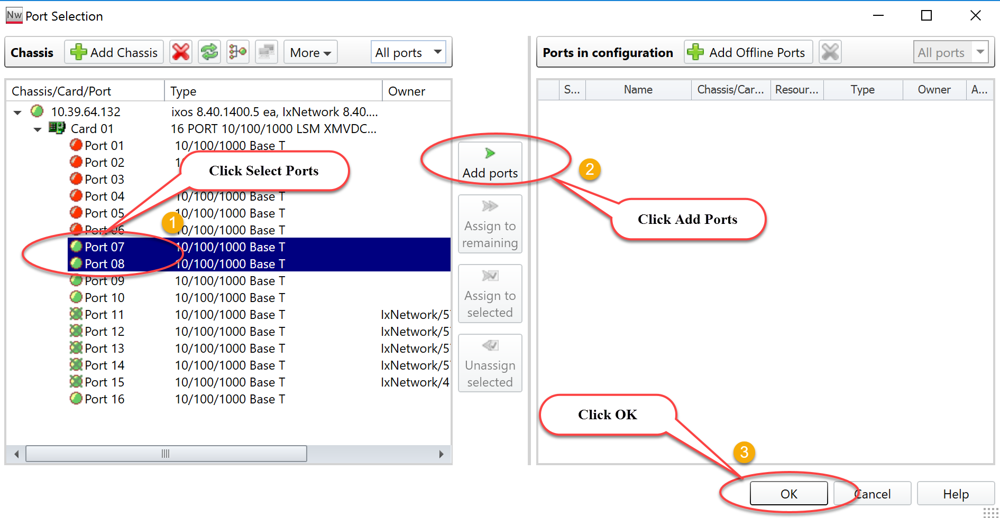 Nw Port Selection
Chassis Add Chassis More All ports
Ports in configuration Add Offline Ports All ports
Chassis/Card/Port Type Owner
S... Name Chassis/Car... Resour... Type Owner A...
10.39.64.132 ixos 8.40.1400.5 ea, IxNetwork 8.40....
Card 01 16 PORT 10/100/1000 LSM XMVDC...
Port 01 10/100/1000 Base T
Port 02 1
Port 03
Port 04 10/100/1000 Base T
Port 05 10/100/1000 Base T
Port 06 10/100/1000 Base T
Port 07 10/100/1000 Base T
Port 08 10/100/1000 Base T
Port 09 10/100/1000 Base T
Port 10 10/100/1000 Base T
Port 11 10/100/1000 Base T IxNetwork/5
Port 12 10/100/1000 Base T IxNetwork/5
Port 13 10/100/1000 Base T IxNetwork/5
Port 14 10/100/1000 Base T IxNetwork/5
Port 15 10/100/1000 Base T IxNetwork/4
Port 16 10/100/1000 Base T
Click Select Ports
1
Add ports
2
Click Add Ports
Assign to
remaining
Assign to
selected
Unassign
selected
Click OK
3
OK Cancel Help